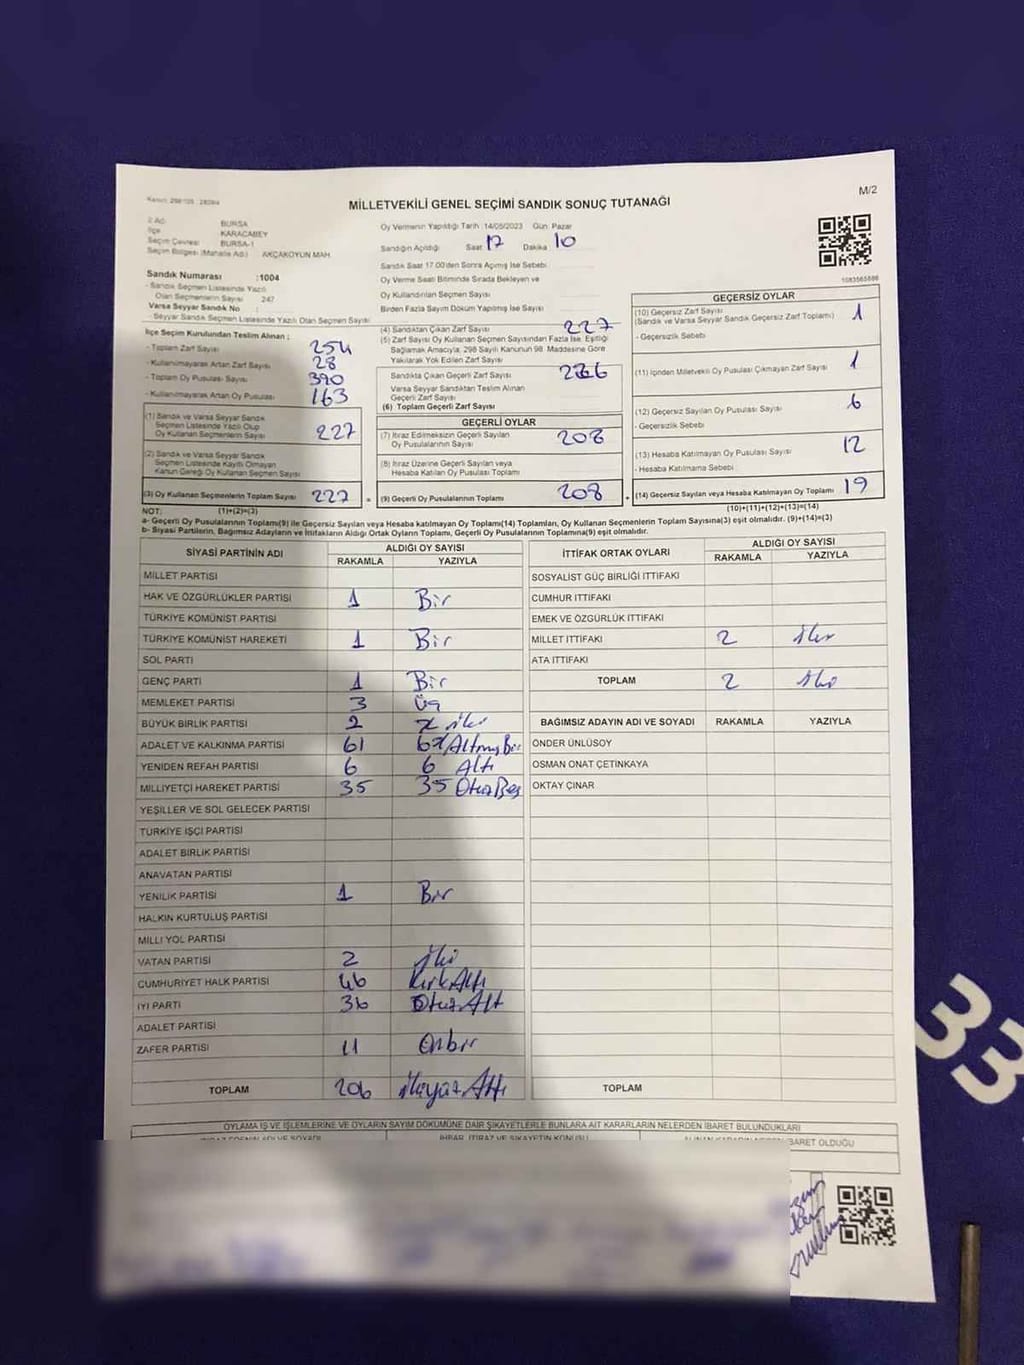 M/2
MİLLETVEKİLİ GENEL SEÇİMİ SANDIK SONUÇ TUTANAĞI
İl Adı BURSA
İlçe KARACABEY
Seçim Çevresi BURSA-1
Seçim Bölgesi (Mahalle Adı) AKÇAKOYUN MAH.
Sandık Numarası :1004
- Sandık Seçmen Listesinde Yazılı
Olan Seçmenlerin Sayısı 247
Varsa Seyyar Sandık No :
- Seyyar Sandık Seçmen Listesinde Yazılı Olan Seçmen Sayısı
Oy Vermenin Yapıldığı Tarih :14/05/2023 Gün: Pazar
Sandığın Açıldığı Saat 17 Dakika 10
Sandık Saat 17.00'den Sonra Açılmış İse Sebebi
Oy Verme Saati Bitiminde Sırada Bekleyen ve
Oy Kullandırılan Seçmen Sayısı
Birden Fazla Sayım Döküm Yapılmış İse Sayısı
İlçe Seçim Kurulundan Teslim Alınan :
- Toplam Zarf Sayısı 254
- Kullanılmayarak Artan Zarf Sayısı 28
- Toplam Oy Pusulası Sayısı 390
- Kullanılmayarak Artan Oy Pusulası 163
(1) Sandık ve Varsa Seyyar Sandık
Seçmen Listesinde Yazılı Olup
Oy Kullanan Seçmenlerin Sayısı 227
(2) Sandık ve Varsa Seyyar Sandık
Seçmen Listesinde Kayıtlı Olmayan
Kanun Gereği Oy Kullanan Seçmen Sayısı
(3) Oy Kullanan Seçmenlerin Toplam Sayısı 227 =
(4) Sandıktan Çıkan Zarf Sayısı 227
(5) Zarf Sayısı Oy Kullanan Seçmen Sayısından Fazla İse, Eşitliği
Sağlamak Amacıyla, 298 Sayılı Kanunun 98. Maddesine Göre
Yakılarak Yok Edilen Zarf Sayısı
Sandıkta Çıkan Geçerli Zarf Sayısı 226
Varsa Seyyar Sandıktan Teslim Alınan
Geçerli Zarf Sayısı
(6) Toplam Geçerli Zarf Sayısı
GEÇERLİ OYLAR
(7) İtiraz Edilmeksizin Geçerli Sayılan
Oy Pusulalarının Sayısı 208
(8) İtiraz Üzerine Geçerli Sayılan veya
Hesaba Katılan Oy Pusulası Toplamı
(9) Geçerli Oy Pusulalarının Toplamı 208
1083565886
GEÇERSİZ OYLAR
(10) Geçersiz Zarf Sayısı 1
(Sandık ve Varsa Seyyar Sandık Geçersiz Zarf Toplamı)
- Geçersizlik Sebebi
(11) İçinden Milletvekili Oy Pusulası Çıkmayan Zarf Sayısı 1
(12) Geçersiz Sayılan Oy Pusulası Sayısı 6
- Geçersizlik Sebebi
(13) Hesaba Katılmayan Oy Pusulası Sayısı 12
- Hesaba Katılmama Sebebi
(14) Geçersiz Sayılan veya Hesaba Katılmayan Oy Toplamı 19
NOT: (1)+(2)=(3) (10)+(11)+(12)+(13)=(14)
a- Geçerli Oy Pusulalarının Toplamı(9) ile Geçersiz Sayılan veya Hesaba katılmayan Oy Toplamı(14) Toplamları, Oy Kullanan Seçmenlerin Toplam Sayısına(3) eşit olmalıdır. (9)+(14)=(3)
b- Siyasi Partilerin, Bağımsız Adayların ve İttifakların Aldığı Ortak Oyların Toplamı, Geçerli Oy Pusulalarının Toplamına(9) eşit olmalıdır.
SİYASİ PARTİNİN ADI ALDIĞI OY SAYISI
RAKAMLA YAZIYLA
MİLLET PARTİSİ
HAK VE ÖZGÜRLÜKLER PARTİSİ 1 Bir
TÜRKİYE KOMÜNİST PARTİSİ
TÜRKİYE KOMÜNİST HAREKETİ 1 Bir
SOL PARTİ
GENÇ PARTİ 1 Bir
MEMLEKET PARTİSİ 3 Üç
BÜYÜK BİRLİK PARTİSİ 2 iki
ADALET VE KALKINMA PARTİSİ 61 Altmış Bir
YENİDEN REFAH PARTİSİ 6 6 Altı
MİLLİYETÇİ HAREKET PARTİSİ 35 35 Otuz Beş
YEŞİLLER VE SOL GELECEK PARTİSİ
TÜRKİYE İŞÇİ PARTİSİ
ADALET BİRLİK PARTİSİ
ANAVATAN PARTİSİ
YENİLİK PARTİSİ 1 Bir
HALKIN KURTULUŞ PARTİSİ
MİLLİ YOL PARTİSİ
VATAN PARTİSİ 2 iki
CUMHURİYET HALK PARTİSİ 46 Kırk Altı
İYİ PARTİ 36 Otuz Altı
ADALET PARTİSİ
ZAFER PARTİSİ 11 Onbir
TOPLAM 206 ikiyüz Altı
İTTİFAK ORTAK OYLARI ALDIĞI OY SAYISI
RAKAMLA YAZIYLA
SOSYALİST GÜÇ BİRLİĞİ İTTİFAKI
CUMHUR İTTİFAKI
EMEK VE ÖZGÜRLÜK İTTİFAKI
MİLLET İTTİFAKI 2 iki
ATA İTTİFAKI
TOPLAM 2 iki
BAĞIMSIZ ADAYIN ADI VE SOYADI RAKAMLA YAZIYLA
ÖNDER ÜNLÜSOY
OSMAN ONAT ÇETİNKAYA
OKTAY ÇINAR
TOPLAM
OYLAMA İŞ VE İŞLEMLERİNE VE OYLARIN SAYIM DÖKÜMÜNE DAİR ŞİKAYETLERLE BUNLARA AİT KARARLARIN NELERDEN İBARET BULUNDUKLARI
İHBAR, İTİRAZ VE ŞİKAYETİN KONUSU
İBARET OLDUĞU
33